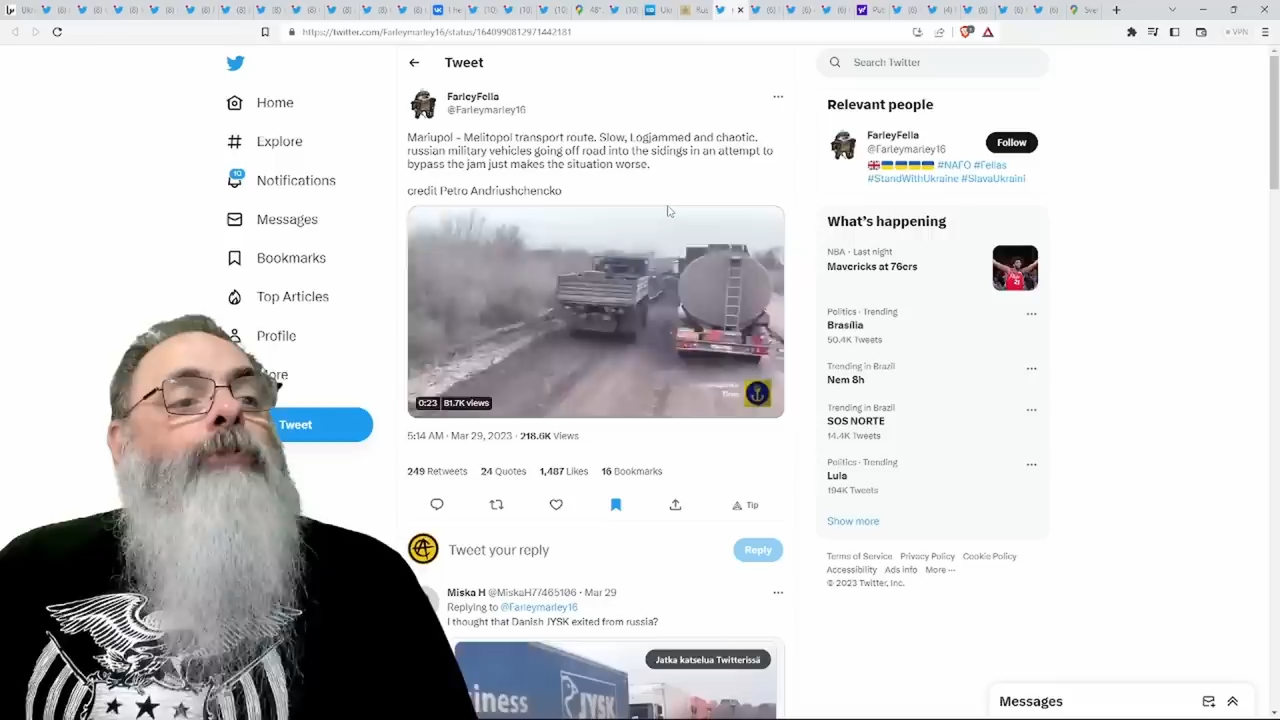 https://twitter.com/Farleymarley16/status/1640990812971442181
VPN
Home
Explore
10
Notifications
Messages
Bookmarks
Top Articles
Profile
Tweet
Tweet
FarleyFella
@Farleymarley16
Mariupol - Melitopol transport route. Slow, Logjammed and chaotic.
russian military vehicles going off road into the sidings in an attempt to
bypass the jam just makes the situation worse.
credit Petro Andriushchencko
0:23 81.7K views
5:14 AM · Mar 29, 2023 · 218.6K Views
249 Retweets 24 Quotes 1,487 Likes 16 Bookmarks
Tip
Tweet your reply
Reply
Miska H @MiskaH77465106 · Mar 29
Replying to @Farleymarley16
I thought that Danish JYSK exited from russia?
Jatka katselua Twitterissä
iness
JYSK
Search Twitter
Relevant people
FarleyFella
@Farleymarley16
Follow
#NAFO #Fellas
#StandWithUkraine #SlavaUkraini
What's happening
NBA · Last night
Mavericks at 76ers
Politics · Trending
Brasília
50.4K Tweets
Trending in Brazil
Nem 8h
Trending in Brazil
SOS NORTE
14.4K Tweets
Politics · Trending
Lula
194K Tweets
Show more
Terms of Service Privacy Policy Cookie Policy
Accessibility Ads info More ···
© 2023 Twitter, Inc.
Messages